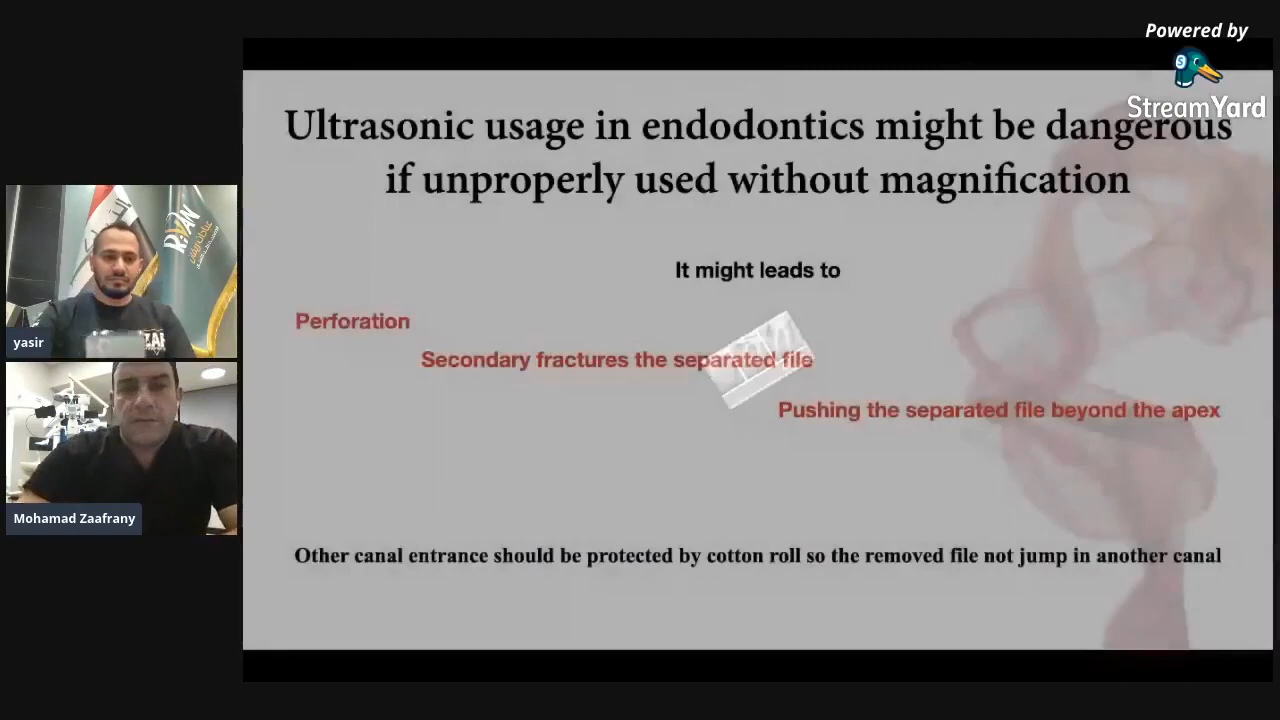 Powered by
StreamYard
Ultrasonic usage in endodontics might be dangerous
if unproperly used without magnification
It might leads to
Perforation
Secondary fractures the separated file
Pushing the separated file beyond the apex
Other canal entrance should be protected by cotton roll so the removed file not jump in another canal
RiVAN
yasir
Mohamad Zaafrany